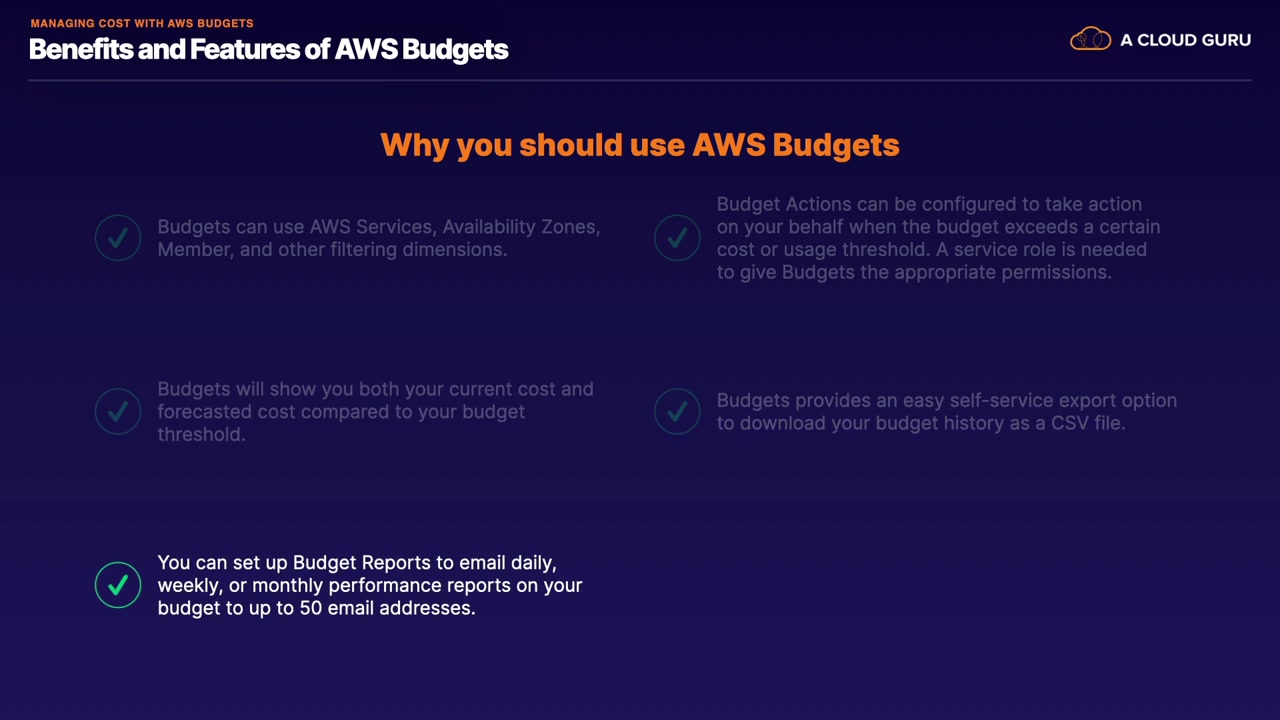 MANAGING COST WITH AWS BUDGETS
Benefits and Features of AWS Budgets
A CLOUD GURU
Why you should use AWS Budgets
Budgets can use AWS Services, Availability Zones,
Member, and other filtering dimensions.
Budget Actions can be configured to take action
on your behalf when the budget exceeds a certain
cost or usage threshold. A service role is needed
to give Budgets the appropriate permissions.
Budgets will show you both your current cost and
forecasted cost compared to your budget
threshold.
Budgets provides an easy self-service export option
to download your budget history as a CSV file.
You can set up Budget Reports to email daily,
weekly, or monthly performance reports on your
budget to up to 50 email addresses.